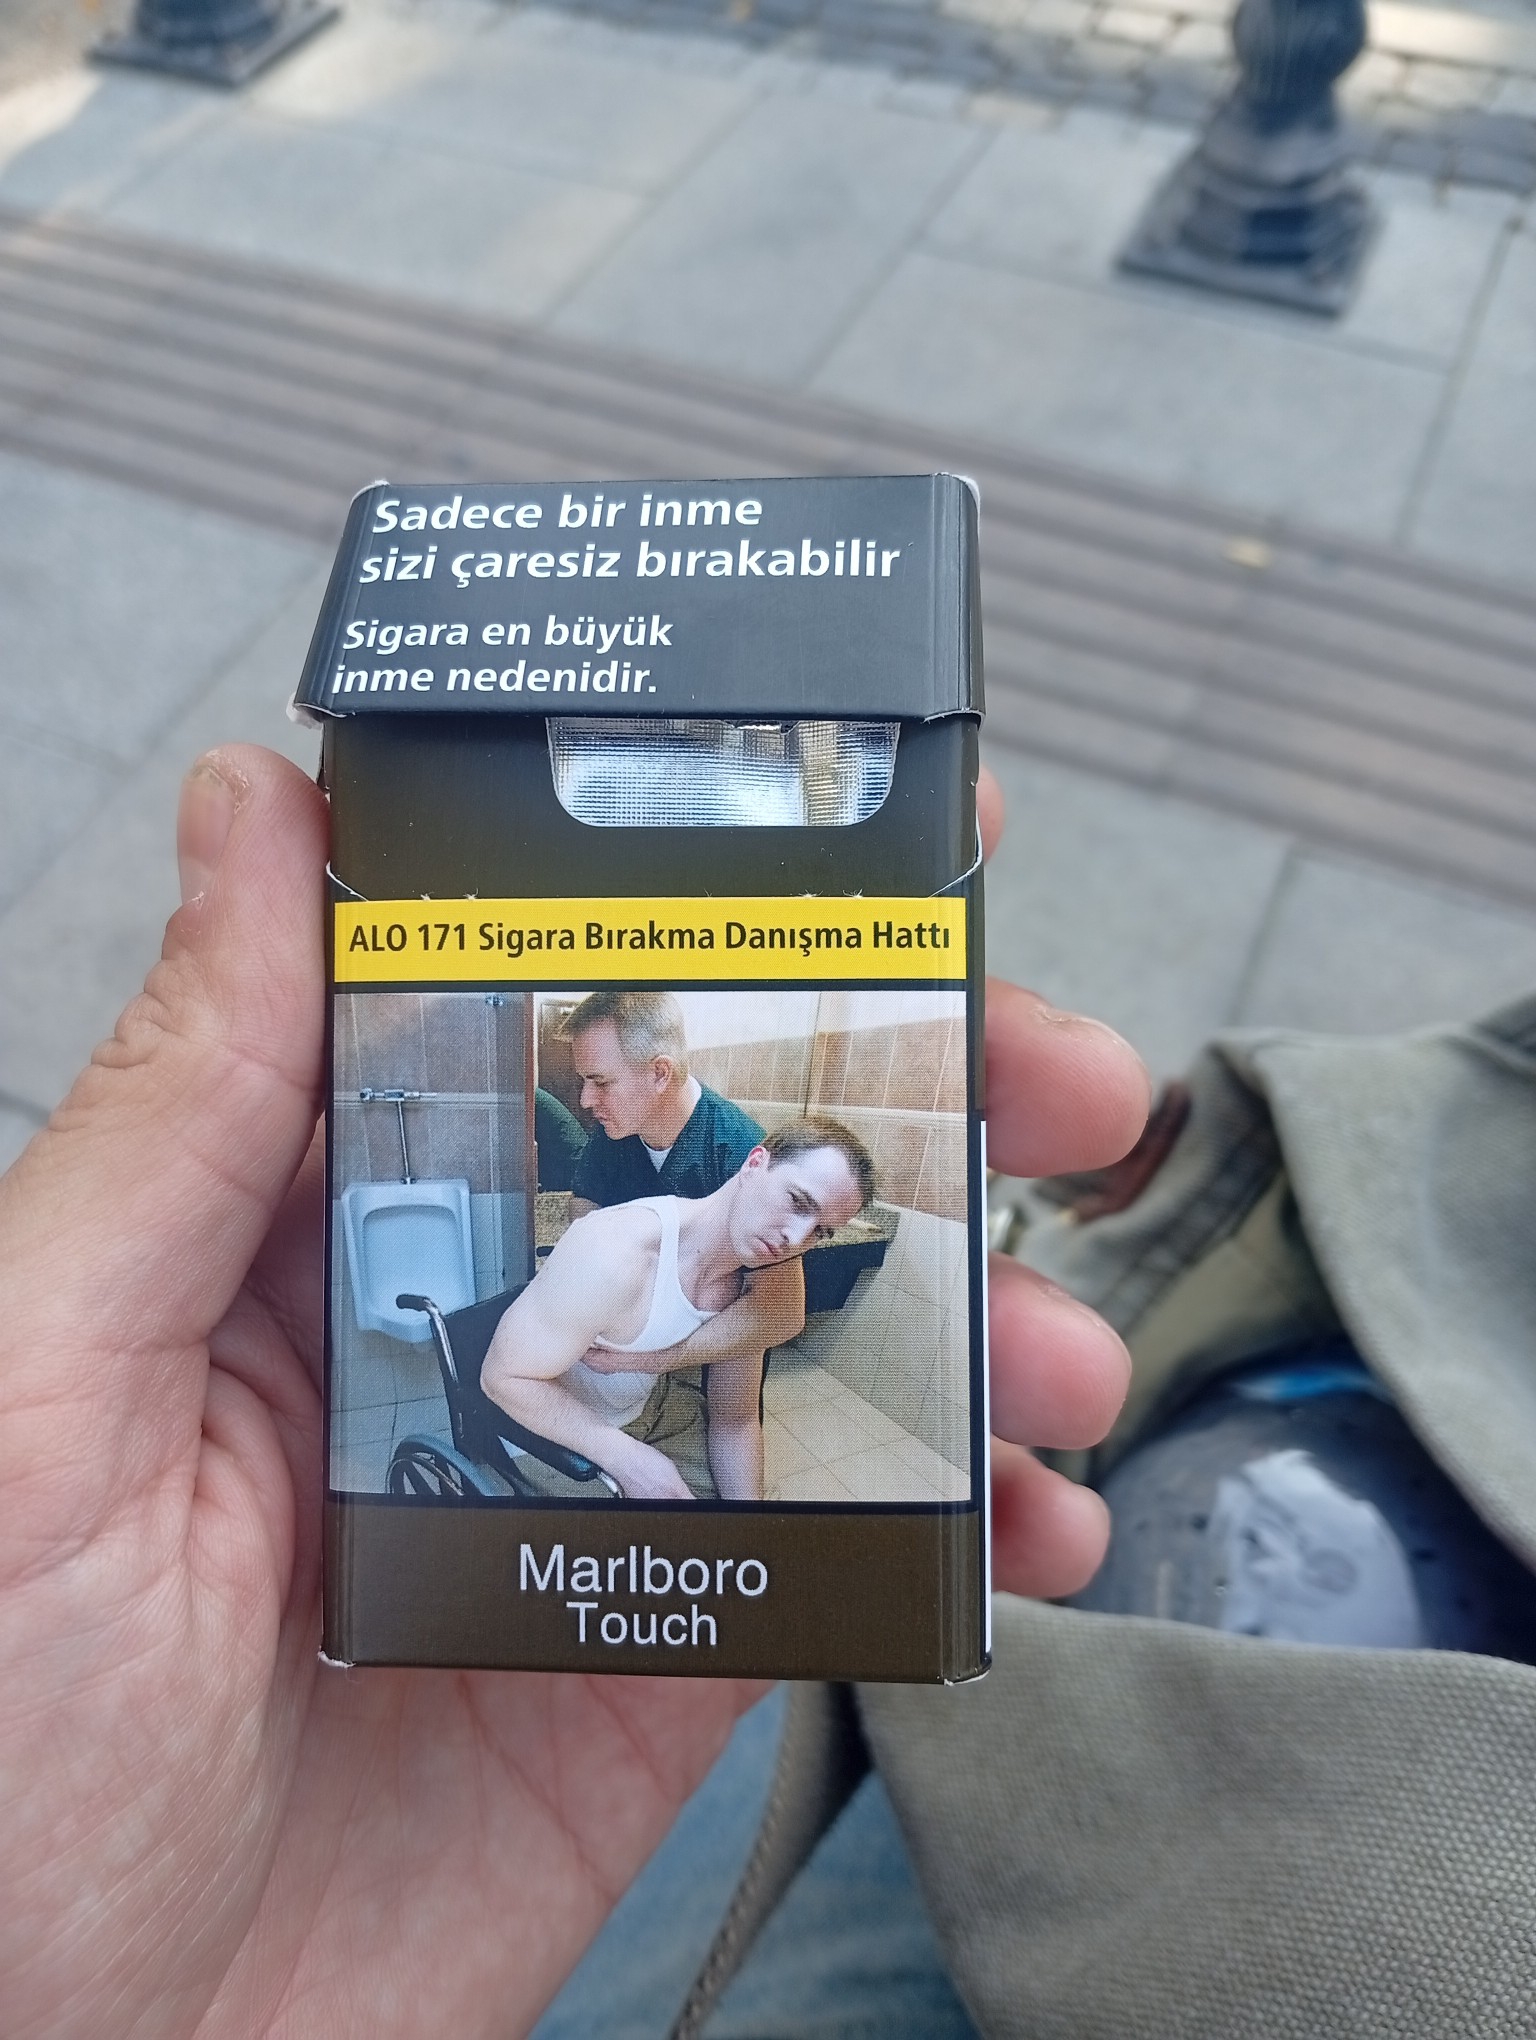 Sadece bir inme
sizi çaresiz bırakabilir
Sigara en büyük
inme nedenidir.
ALO 171 Sigara Bırakma Danışma Hattı
Marlboro
Touch